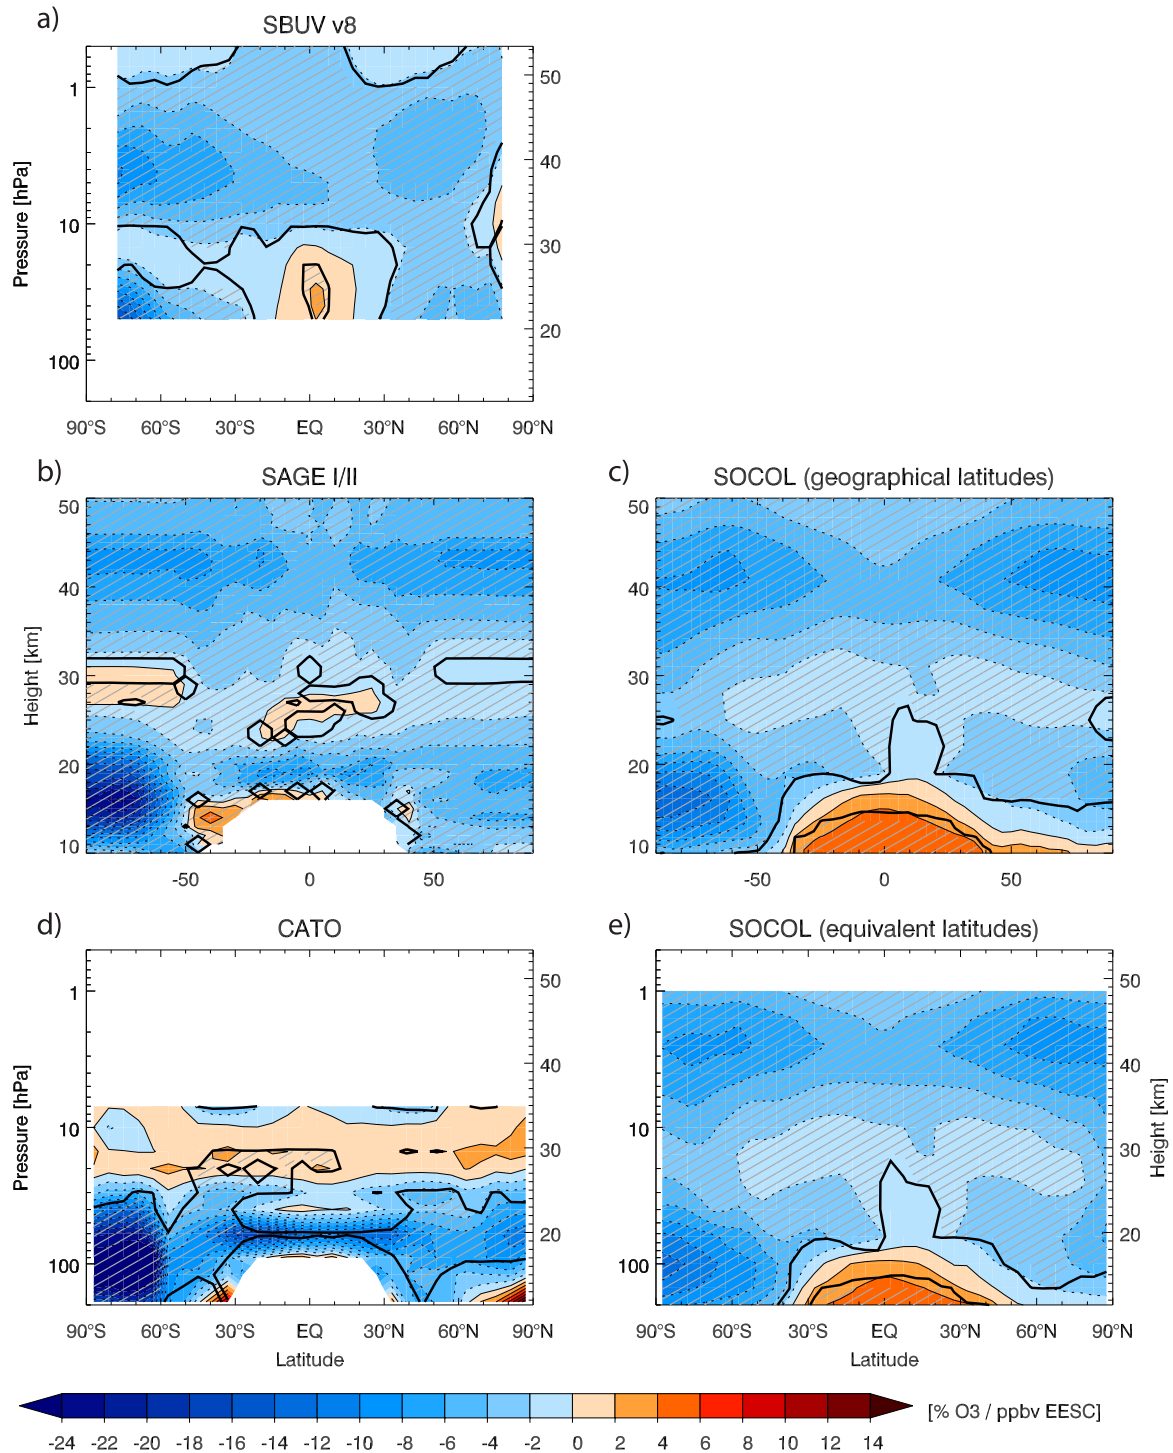 a)
SBUV v8
1
10
100
Pressure [hPa]
50
40
30
20
90°S 60°S 30°S EQ 30°N 60°N 90°N
b)
SAGE I/II
50
40
30
20
10
Height [km]
-50 0 50
c)
SOCOL (geographical latitudes)
50
40
30
20
10
-50 0 50
d)
CATO
1
10
100
Pressure [hPa]
50
40
30
20
90°S 60°S 30°S EQ 30°N 60°N 90°N
Latitude
e)
SOCOL (equivalent latitudes)
1
10
100
50
40
30
20
Height [km]
90°S 60°S 30°S EQ 30°N 60°N 90°N
Latitude
-24 -22 -20 -18 -16 -14 -12 -10 -8 -6 -4 -2 0 2 4 6 8 10 12 14
[% O3 / ppbv EESC]